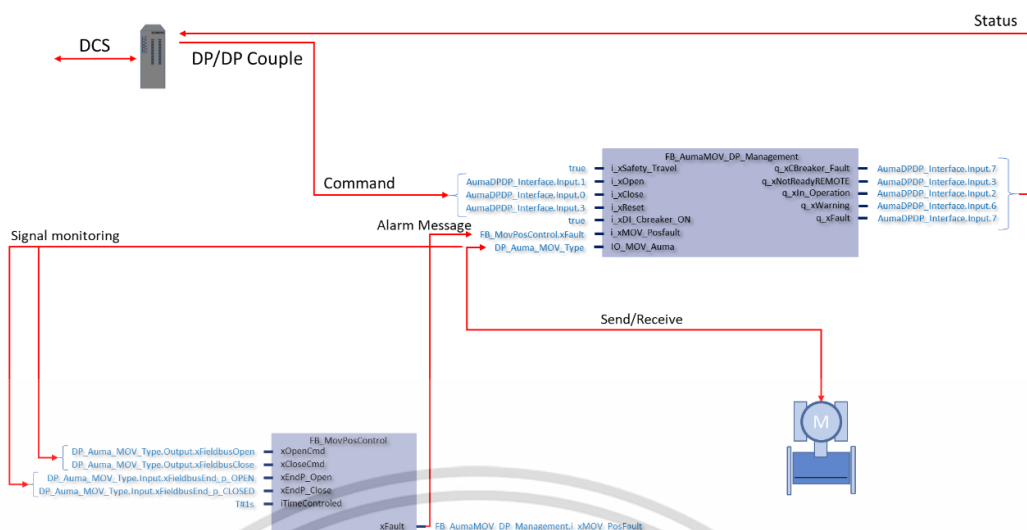 Status
DCS
DP/DP Couple
FB_AumaMOV_DP_Management
true i_xSafety_Travel q_xCBreaker_Fault AumaDPDP_Interface.Input.7
AumaDPDP_Interface.Input.1 i_xOpen q_xNotReadyREMOTE AumaDPDP_Interface.Input.3
AumaDPDP_Interface.Input.0 i_xClose q_xIn_Operation AumaDPDP_Interface.Input.2
AumaDPDP_Interface.Input.3 i_xReset q_xWarning AumaDPDP_Interface.Input.6
true i_xDI_Cbreaker_ON q_xFault AumaDPDP_Interface.Input.7
FB_MovPosControl.xFault i_xMOV_Posfault
DP_Auma_MOV_Type IO_MOV_Auma
Command
Alarm Message
Signal monitoring
Send/Receive
M
FB_MovPosControl
DP_Auma_MOV_Type.Output.xFieldbusOpen xOpenCmd
DP_Auma_MOV_Type.Output.xFieldbusClose xCloseCmd
DP_Auma_MOV_Type.Input.xFieldbusEnd_p_OPEN xEndP_Open
DP_Auma_MOV_Type.Input.xFieldbusEnd_p_CLOSED xEndP_Close
T#1s iTimeControled
xFault FB_AumaMOV_DP_Management.i_xMOV_PosFault